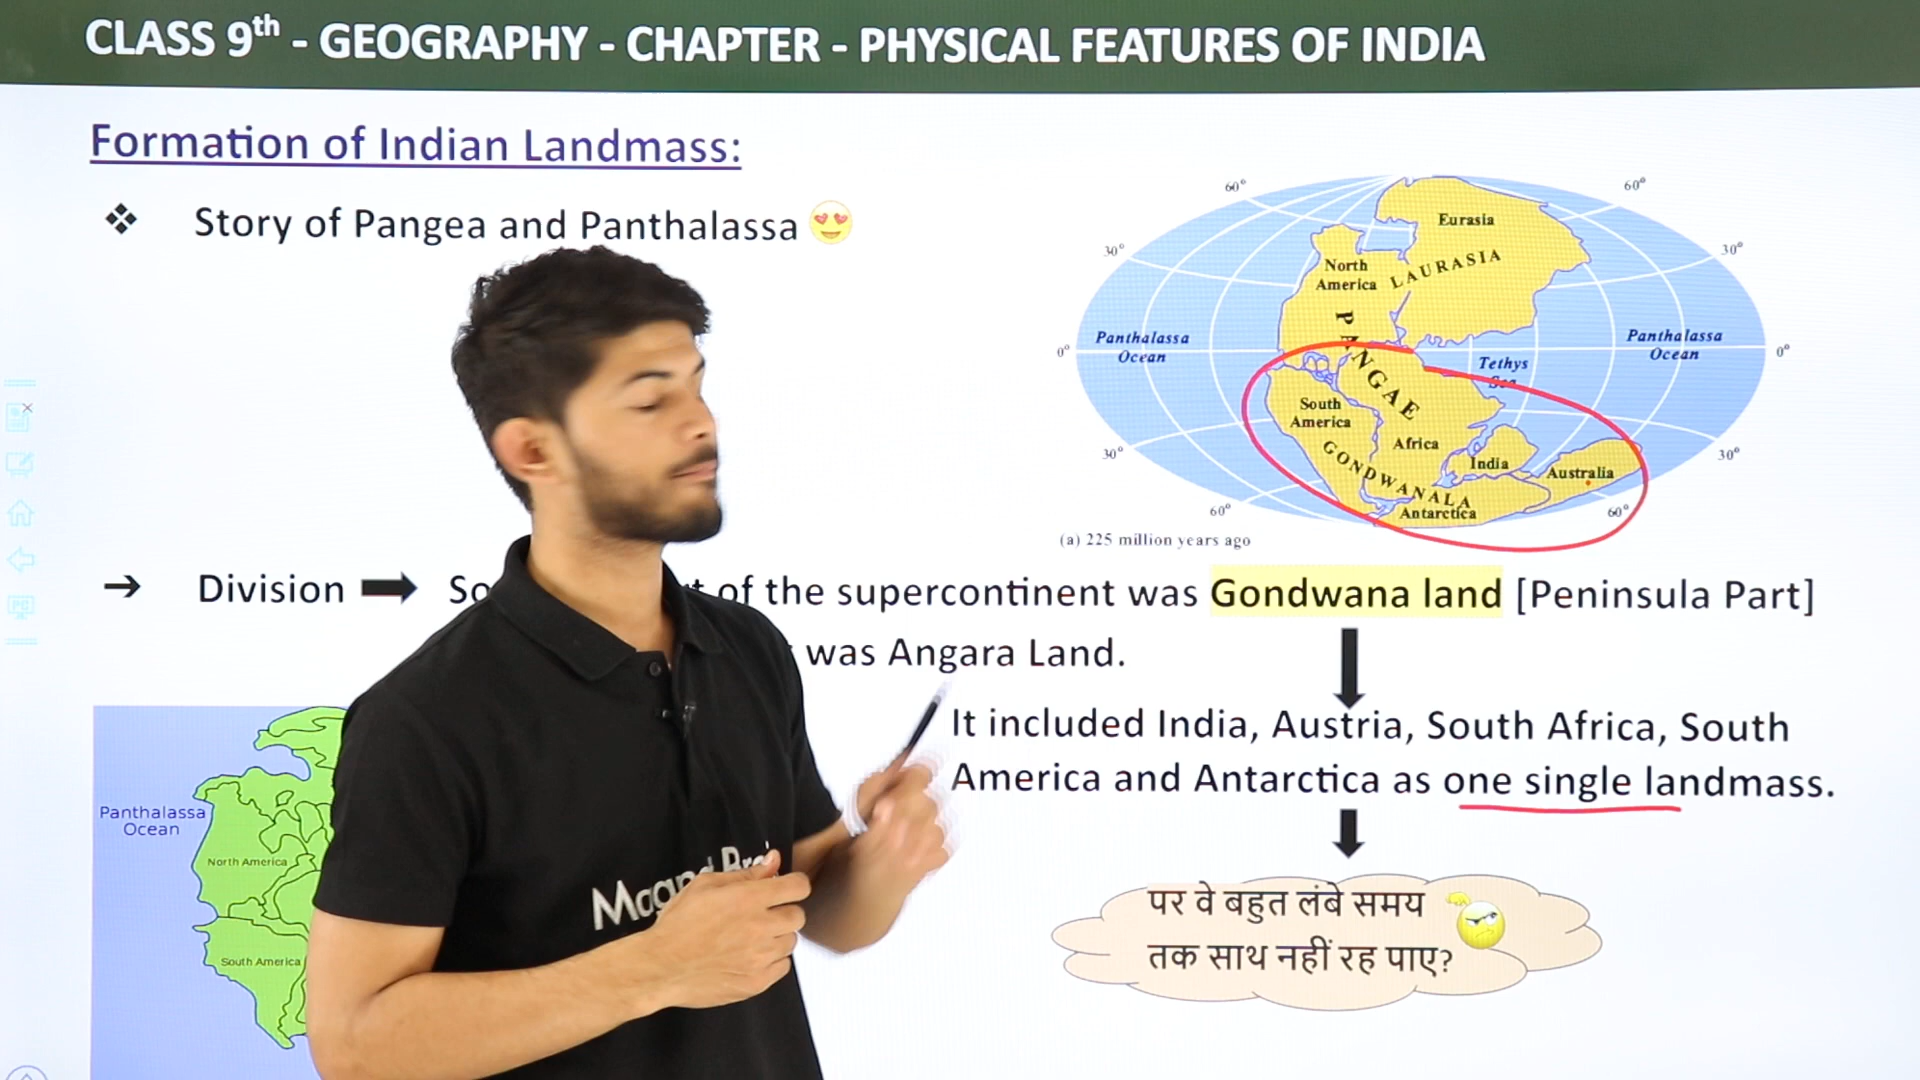 CLASS 9th - GEOGRAPHY - CHAPTER - PHYSICAL FEATURES OF INDIA
Formation of Indian Landmass:
❖ Story of Pangea and Panthalassa 😍
60° 60°
30° 30°
0° 0°
30° 30°
60° 60°
Eurasia
LAURASIA
North
America
PANGAE
Panthalassa
Ocean
Tethys
Sea
Panthalassa
Ocean
South
America
Africa
India
Australia
GONDWANALA
Antarctica
(a) 225 million years ago
→ Division ➡ of the supercontinent was Gondwana land [Peninsula Part]
was Angara Land.
It included India, Austria, South Africa, South
America and Antarctica as one single landmass.
पर वे बहुत लंबे समय
तक साथ नहीं रह पाए?
Panthalassa
Ocean
North America
South America